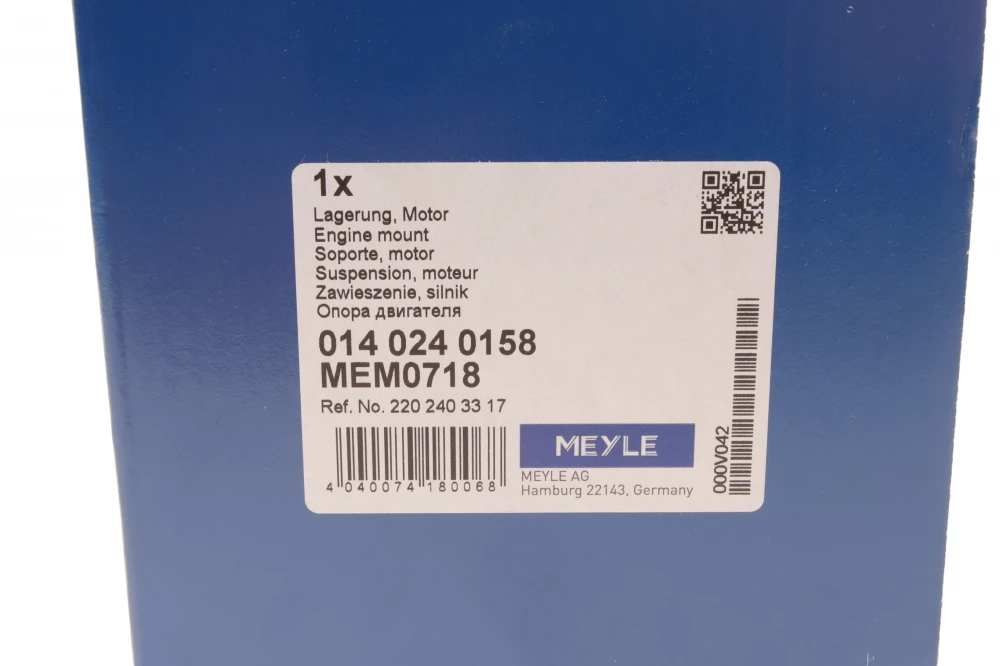 1x
Lagerung, Motor
Engine mount
Soporte, motor
Suspension, moteur
Zawieszenie, silnik
Опора двигателя
014 024 0158
MEM0718
Ref. No. 220 240 33 17
4 040074 180068
MEYLE
MEYLE AG
Hamburg 22143, Germany
000V042